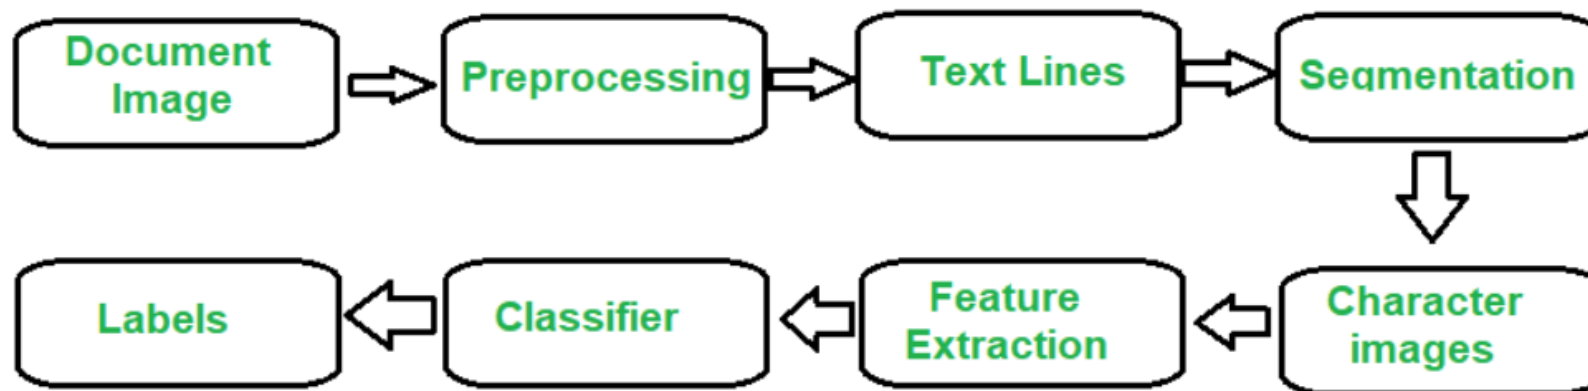 Document
Image
Preprocessing
Text Lines
Segmentation
Character
images
Feature
Extraction
Classifier
Labels